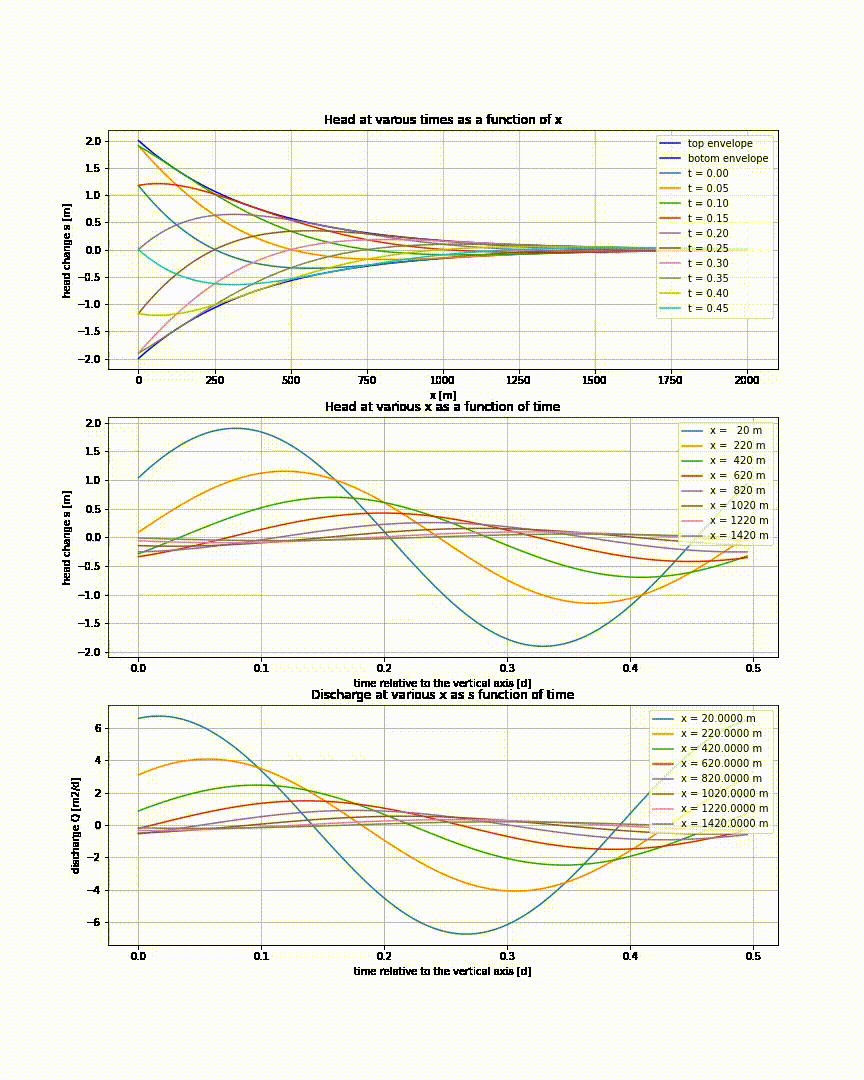 Head at varous times as a function of x
head change s [m]
2.0
1.5
1.0
0.5
0.0
−0.5
−1.0
−1.5
−2.0
top envelope
botom envelope
t = 0.00
t = 0.05
t = 0.10
t = 0.15
t = 0.20
t = 0.25
t = 0.30
t = 0.35
t = 0.40
t = 0.45
0 250 500 750 1000 1250 1500 1750 2000
x [m]
Head at various x as a function of time
head change s [m]
2.0
1.5
1.0
0.5
0.0
−0.5
−1.0
−1.5
−2.0
x = 20 m
x = 220 m
x = 420 m
x = 620 m
x = 820 m
x = 1020 m
x = 1220 m
x = 1420 m
0.0 0.1 0.2 0.3 0.4 0.5
time relative to the vertical axis [d]
Discharge at various x as s function of time
discharge Q [m2/d]
6
4
2
0
−2
−4
−6
x = 20.0000 m
x = 220.0000 m
x = 420.0000 m
x = 620.0000 m
x = 820.0000 m
x = 1020.0000 m
x = 1220.0000 m
x = 1420.0000 m
0.0 0.1 0.2 0.3 0.4 0.5
time relative to the vertical axis [d]